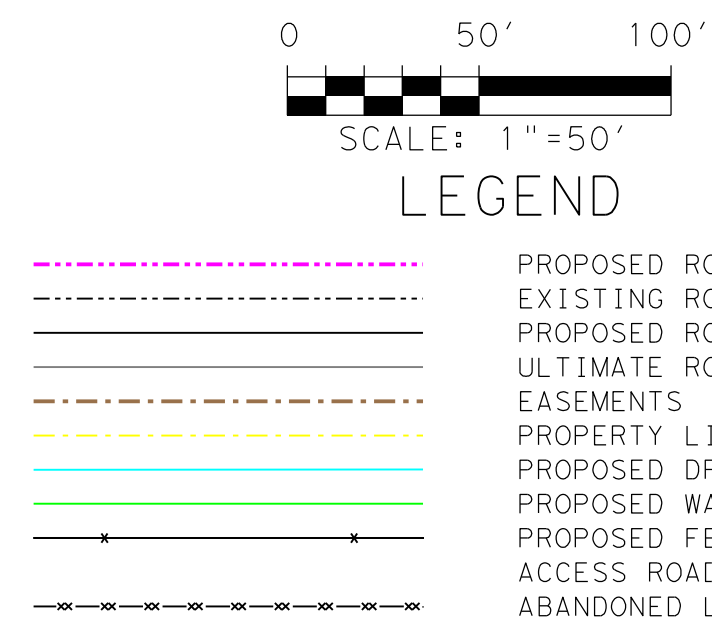 0 50' 100'
SCALE: 1"=50'
LEGEND
PROPOSED RO
EXISTING RO
PROPOSED RO
ULTIMATE RO
EASEMENTS
PROPERTY LI
PROPOSED DR
PROPOSED WA
PROPOSED FE
ACCESS ROAD
ABANDONED L